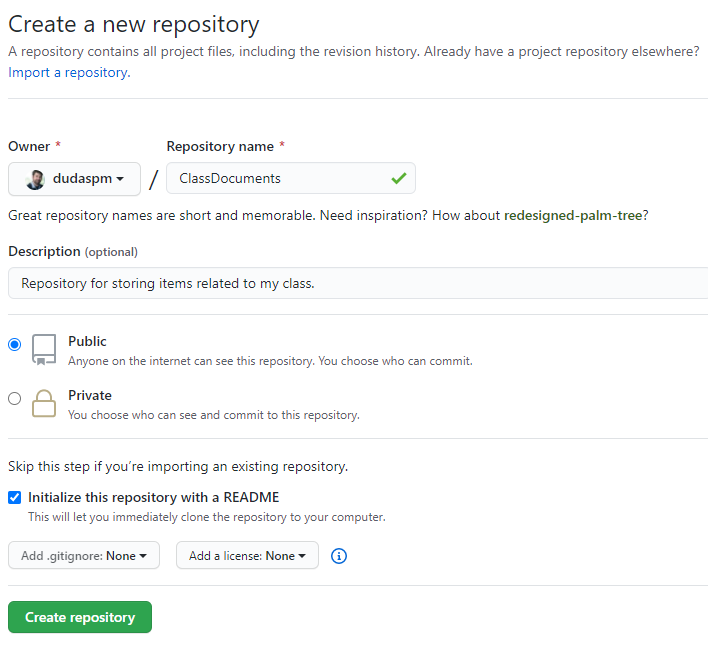 Create a new repository
A repository contains all project files, including the revision history. Already have a project repository elsewhere?
Import a repository.
Owner * Repository name *
dudaspm / ClassDocuments
Great repository names are short and memorable. Need inspiration? How about redesigned-palm-tree?
Description (optional)
Repository for storing items related to my class.
Public
Anyone on the internet can see this repository. You choose who can commit.
Private
You choose who can see and commit to this repository.
Skip this step if you’re importing an existing repository.
Initialize this repository with a README
This will let you immediately clone the repository to your computer.
Add .gitignore: None Add a license: None
Create repository